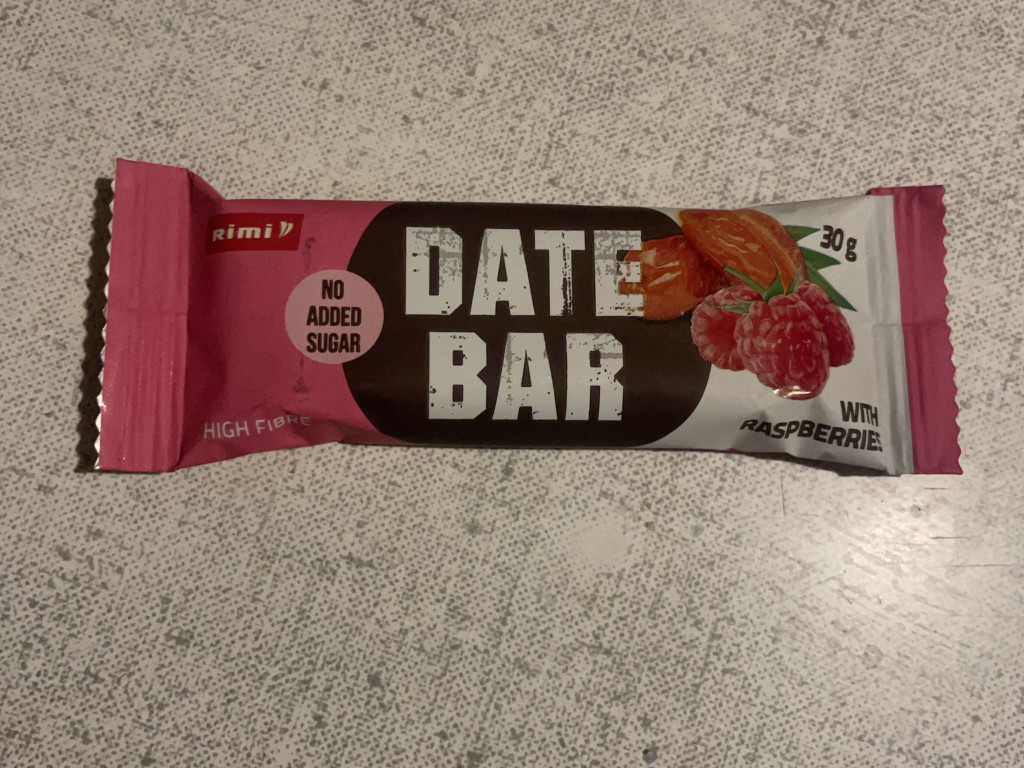 Rimi
NO
ADDED
SUGAR
HIGH FIBRE
DATE
BAR
30 g
WITH
RASPBERRIES